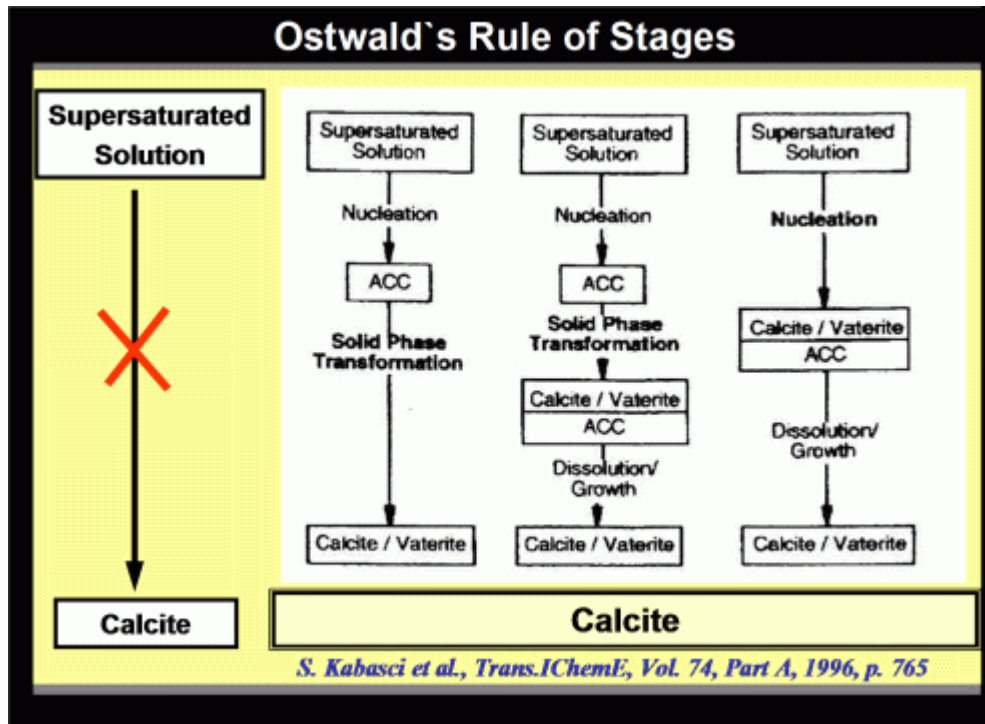 Ostwald`s Rule of Stages
Supersaturated
Solution
Calcite
Supersaturated
Solution
Nucleation
ACC
Solid Phase
Transformation
Calcite / Vaterite
Supersaturated
Solution
Nucleation
ACC
Solid Phase
Transformation
Calcite / Vaterite
ACC
Dissolution/
Growth
Calcite / Vaterite
Supersaturated
Solution
Nucleation
Calcite / Vaterite
ACC
Dissolution/
Growth
Calcite / Vaterite
Calcite
S. Kabasci et al., Trans.IChemE, Vol. 74, Part A, 1996, p. 765